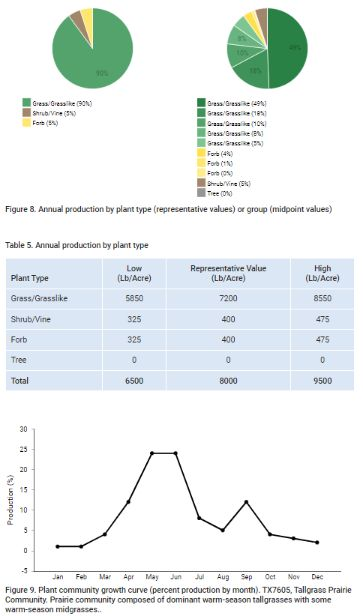 90%
49%
18%
10%
8%
Grass/Grasslike (90%)
Shrub/Vine (5%)
Forb (5%)
Grass/Grasslike (49%)
Grass/Grasslike (18%)
Grass/Grasslike (10%)
Grass/Grasslike (8%)
Grass/Grasslike (5%)
Forb (4%)
Forb (1%)
Forb (0%)
Shrub/Vine (5%)
Tree (0%)
Figure 8. Annual production by plant type (representative values) or group (midpoint values)
Table 5. Annual production by plant type
Plant Type Low (Lb/Acre) Representative Value (Lb/Acre) High (Lb/Acre)
Grass/Grasslike 5850 7200 8550
Shrub/Vine 325 400 475
Forb 325 400 475
Tree 0 0 0
Total 6500 8000 9500
Production (%)
30
25
20
15
10
5
0
-5
Jan Feb Mar Apr May Jun Jul Aug Sep Oct Nov Dec
Figure 9. Plant community growth curve (percent production by month). TX7605, Tallgrass Prairie
Community. Prairie community composed of dominant warm-season tallgrasses with some
warm-season midgrasses..